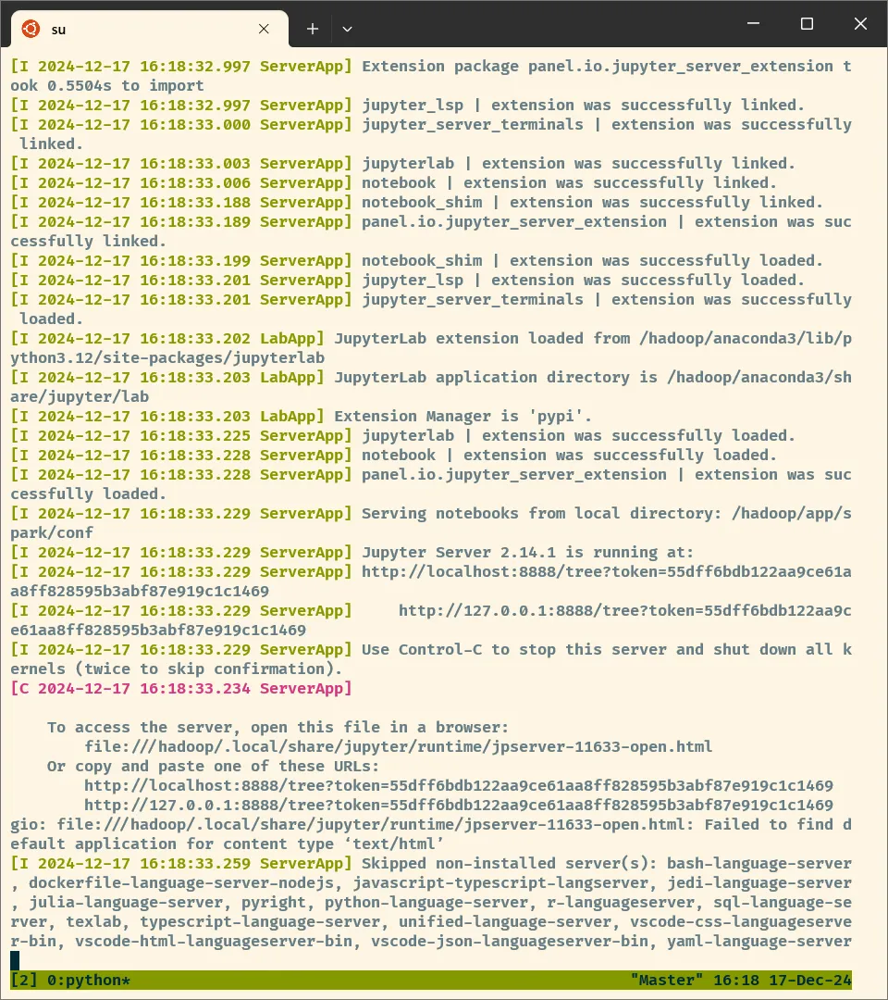 su
[I 2024-12-17 16:18:32.997 ServerApp] Extension package panel.io.jupyter_server_extension t
ook 0.5504s to import
[I 2024-12-17 16:18:32.997 ServerApp] jupyter_lsp | extension was successfully linked.
[I 2024-12-17 16:18:33.000 ServerApp] jupyter_server_terminals | extension was successfully
 linked.
[I 2024-12-17 16:18:33.003 ServerApp] jupyterlab | extension was successfully linked.
[I 2024-12-17 16:18:33.006 ServerApp] notebook | extension was successfully linked.
[I 2024-12-17 16:18:33.188 ServerApp] notebook_shim | extension was successfully linked.
[I 2024-12-17 16:18:33.189 ServerApp] panel.io.jupyter_server_extension | extension was suc
cessfully linked.
[I 2024-12-17 16:18:33.199 ServerApp] notebook_shim | extension was successfully loaded.
[I 2024-12-17 16:18:33.201 ServerApp] jupyter_lsp | extension was successfully loaded.
[I 2024-12-17 16:18:33.201 ServerApp] jupyter_server_terminals | extension was successfully
 loaded.
[I 2024-12-17 16:18:33.202 LabApp] JupyterLab extension loaded from /hadoop/anaconda3/lib/p
ython3.12/site-packages/jupyterlab
[I 2024-12-17 16:18:33.203 LabApp] JupyterLab application directory is /hadoop/anaconda3/sh
are/jupyter/lab
[I 2024-12-17 16:18:33.203 LabApp] Extension Manager is 'pypi'.
[I 2024-12-17 16:18:33.225 ServerApp] jupyterlab | extension was successfully loaded.
[I 2024-12-17 16:18:33.228 ServerApp] notebook | extension was successfully loaded.
[I 2024-12-17 16:18:33.228 ServerApp] panel.io.jupyter_server_extension | extension was suc
cessfully loaded.
[I 2024-12-17 16:18:33.229 ServerApp] Serving notebooks from local directory: /hadoop/app/s
park/conf
[I 2024-12-17 16:18:33.229 ServerApp] Jupyter Server 2.14.1 is running at:
[I 2024-12-17 16:18:33.229 ServerApp] http://localhost:8888/tree?token=55dff6bdb122aa9ce61a
a8ff828595b3abf87e919c1c1469
[I 2024-12-17 16:18:33.229 ServerApp]     http://127.0.0.1:8888/tree?token=55dff6bdb122aa9c
e61aa8ff828595b3abf87e919c1c1469
[I 2024-12-17 16:18:33.229 ServerApp] Use Control-C to stop this server and shut down all k
ernels (twice to skip confirmation).
[C 2024-12-17 16:18:33.234 ServerApp]
    To access the server, open this file in a browser:
        file:///hadoop/.local/share/jupyter/runtime/jpserver-11633-open.html
    Or copy and paste one of these URLs:
        http://localhost:8888/tree?token=55dff6bdb122aa9ce61aa8ff828595b3abf87e919c1c1469
        http://127.0.0.1:8888/tree?token=55dff6bdb122aa9ce61aa8ff828595b3abf87e919c1c1469
gio: file:///hadoop/.local/share/jupyter/runtime/jpserver-11633-open.html: Failed to find d
efault application for content type ‘text/html’
[I 2024-12-17 16:18:33.259 ServerApp] Skipped non-installed server(s): bash-language-server
, dockerfile-language-server-nodejs, javascript-typescript-langserver, jedi-language-server
, julia-language-server, pyright, python-language-server, r-languageserver, sql-language-se
rver, texlab, typescript-language-server, unified-language-server, vscode-css-languageserve
r-bin, vscode-html-languageserver-bin, vscode-json-languageserver-bin, yaml-language-server
[2] 0:python* "Master" 16:18 17-Dec-24